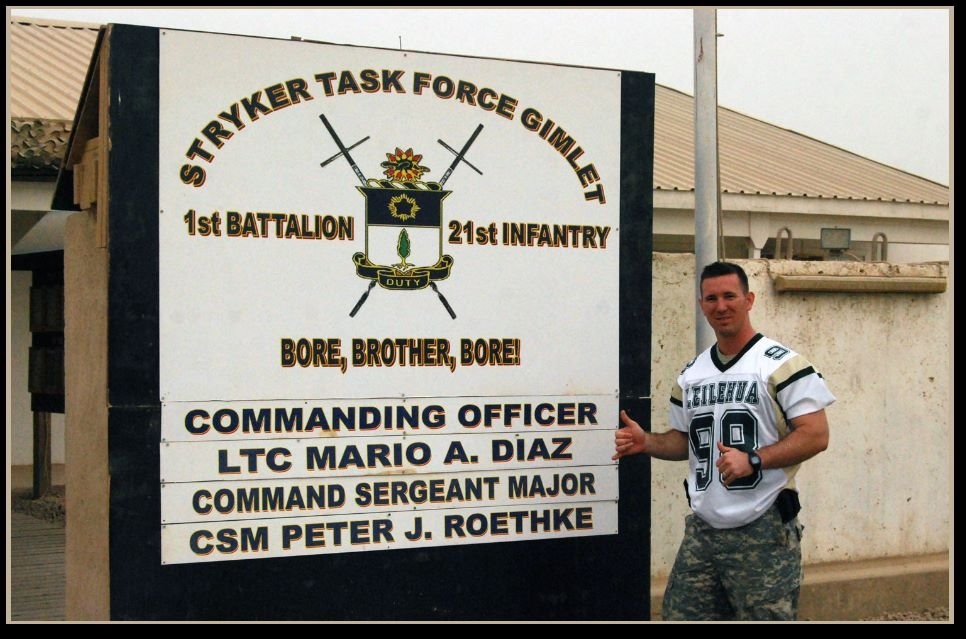 STRYKER TASK FORCE GIMLET
1st BATTALION 21st INFANTRY
DUTY
BORE, BROTHER, BORE!
COMMANDING OFFICER
LTC MARIO A. DIAZ
COMMAND SERGEANT MAJOR
CSM PETER J. ROETHKE
98
LEILEHUA
98